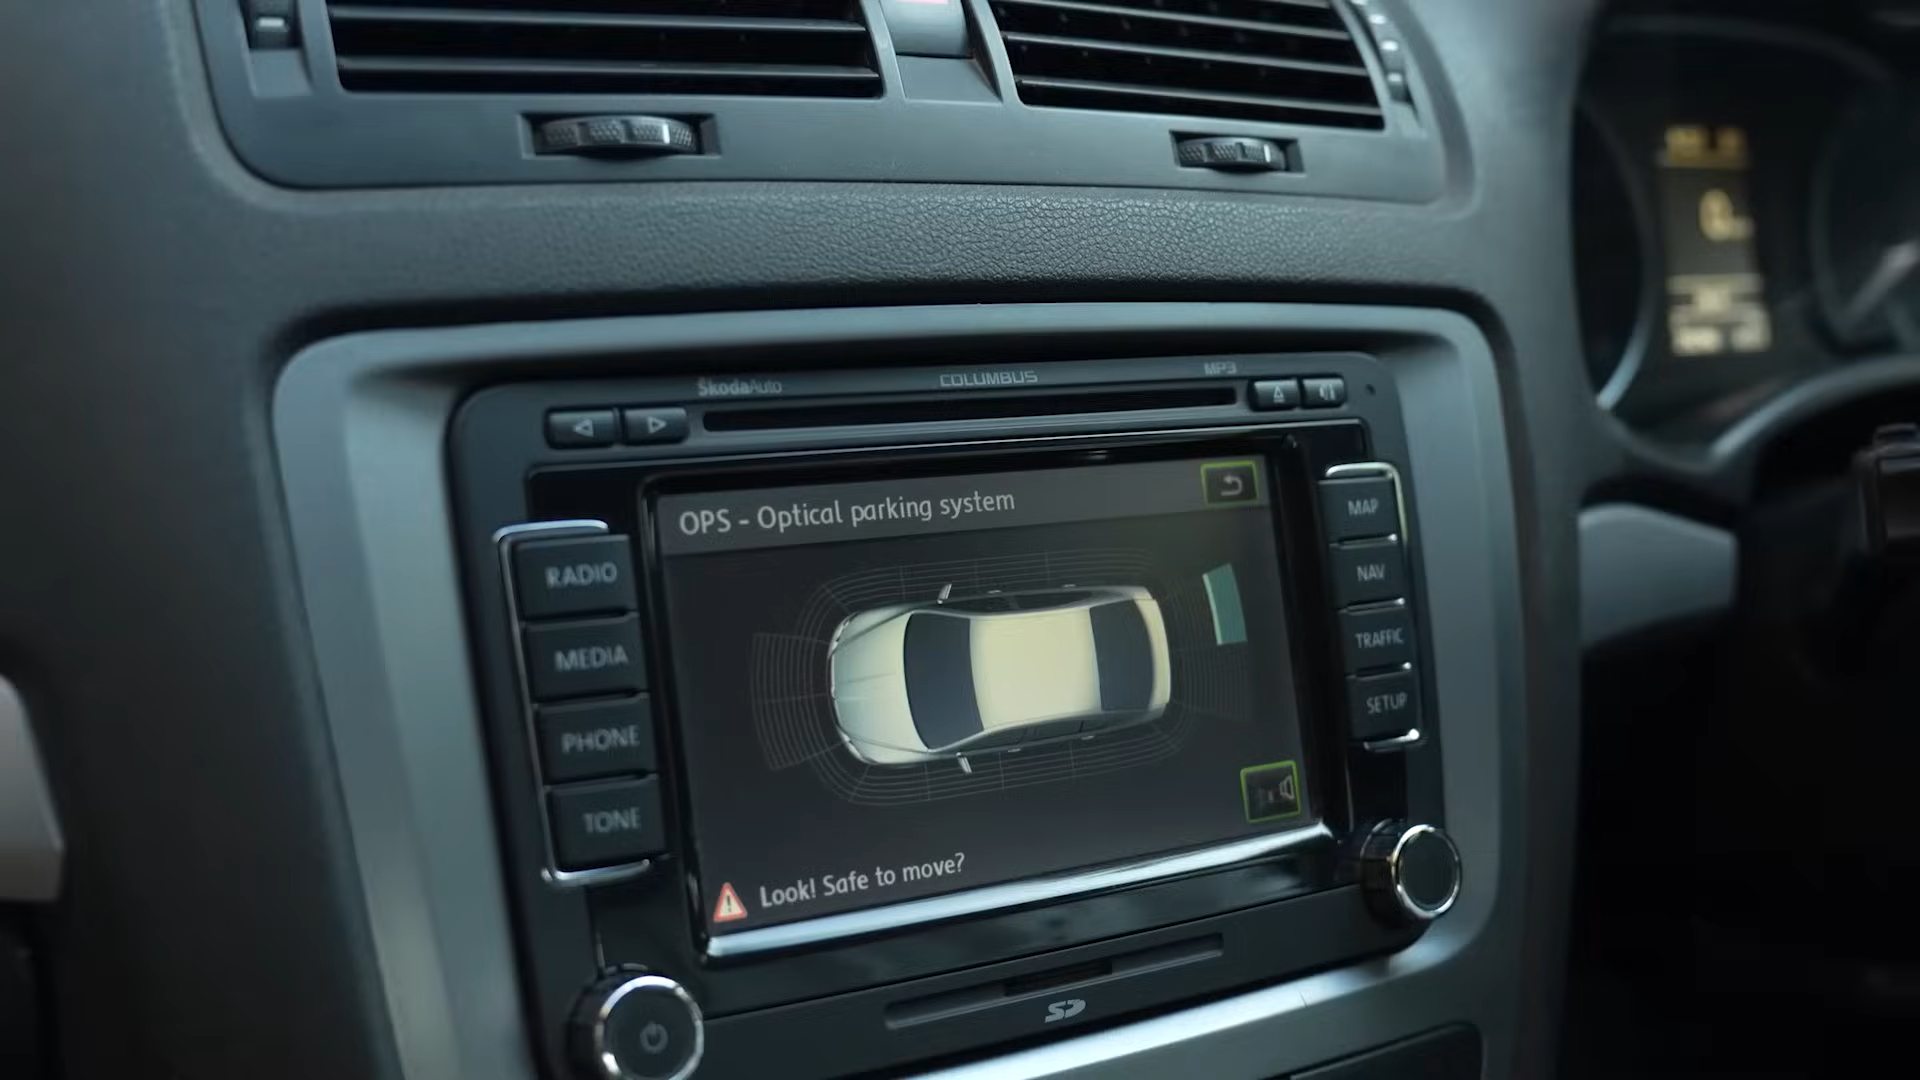 ŠkodaAuto
COLUMBUS
MP3
OPS - Optical parking system
RADIO
MEDIA
PHONE
TONE
MAP
NAV
TRAFFIC
SETUP
Look! Safe to move?
SD